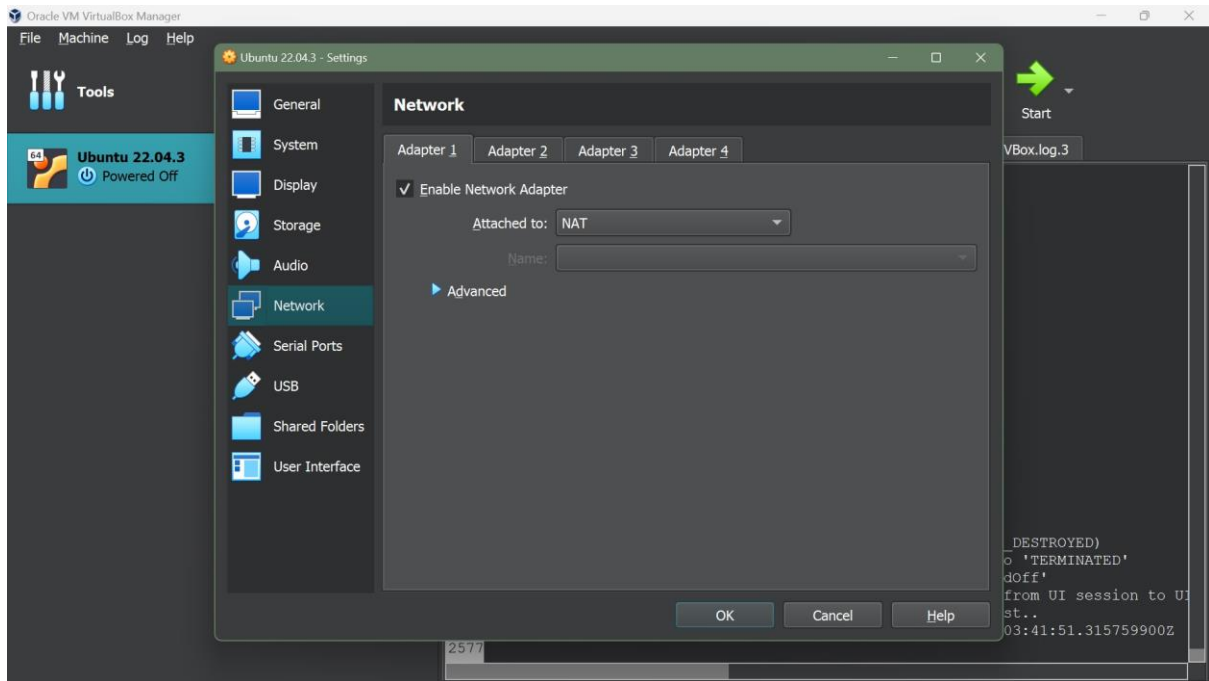 Oracle VM VirtualBox Manager
File Machine Log Help
Tools
64
Ubuntu 22.04.3
Powered Off
Start
VBox.log.3
Ubuntu 22.04.3 - Settings
General
System
Display
Storage
Audio
Network
Serial Ports
USB
Shared Folders
User Interface
Network
Adapter 1 Adapter 2 Adapter 3 Adapter 4
Enable Network Adapter
Attached to: NAT
Name:
Advanced
OK Cancel Help
_DESTROYED)
o 'TERMINATED'
dOff'
from UI session to
st..
03:41:51.315759900Z
2577